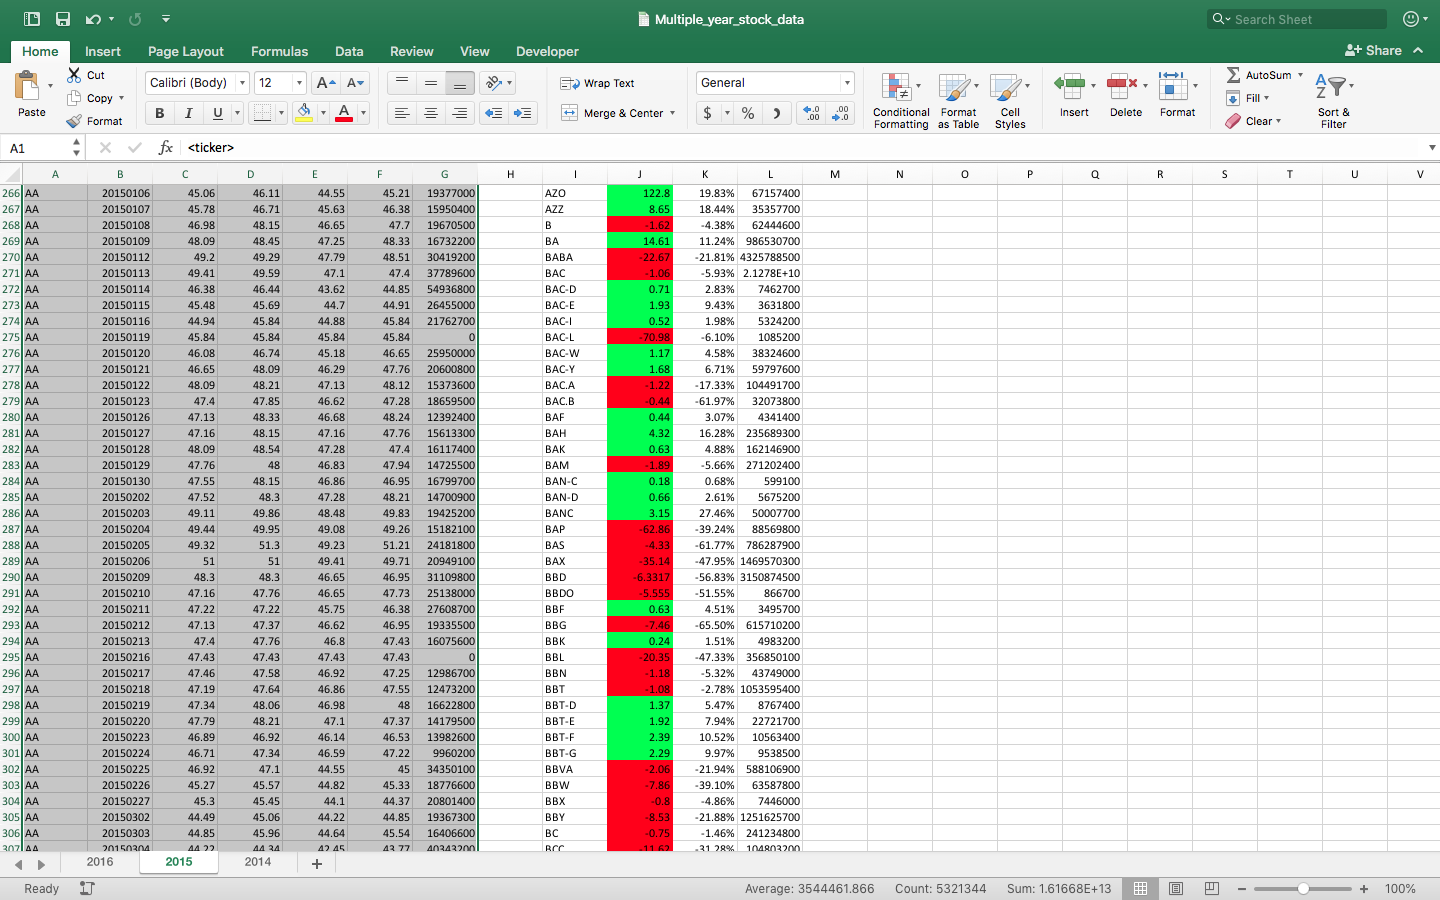 Multiple_year_stock_data
Search Sheet
Home Insert Page Layout Formulas Data Review View Developer Share
Paste Cut Copy Format
Calibri (Body) 12
B I U A
Wrap Text
Merge & Center
General
$ % )
Conditional Formatting Format as Table Cell Styles
Insert Delete Format
AutoSum Fill Clear
Sort & Filter
A1 fx <ticker>
A B C D E F G H I J K L M N O P Q R S T U V
266 AA 20150106 45.06 46.11 44.55 45.21 19377000 AZO 122.8 19.83% 67157400
267 AA 20150107 45.78 46.71 45.63 46.38 15950400 AZZ 8.65 18.44% 35357700
268 AA 20150108 46.98 48.15 46.65 47.7 19670500 B -1.62 -4.38% 62444600
269 AA 20150109 48.09 48.45 47.25 48.33 16732200 BA 14.61 11.24% 986530700
270 AA 20150112 49.2 49.29 47.79 48.51 30419200 BABA -22.67 -21.81% 4325788500
271 AA 20150113 49.41 49.59 47.1 47.4 37789600 BAC -1.06 -5.93% 2.1278E+10
272 AA 20150114 46.38 46.44 43.62 44.85 54936800 BAC-D 0.71 2.83% 7462700
273 AA 20150115 45.48 45.69 44.7 44.91 26455000 BAC-E 1.93 9.43% 3631800
274 AA 20150116 44.94 45.84 44.88 45.84 21762700 BAC-I 0.52 1.98% 5324200
275 AA 20150119 45.84 45.84 45.84 45.84 0 BAC-L -70.98 -6.10% 1085200
276 AA 20150120 46.08 46.74 45.18 46.65 25950000 BAC-W 1.17 4.58% 38324600
277 AA 20150121 46.65 48.09 46.29 47.76 20600800 BAC-Y 1.68 6.71% 59797600
278 AA 20150122 48.09 48.21 47.13 48.12 15373600 BAC.A -1.22 -17.33% 104491700
279 AA 20150123 47.4 47.85 46.62 47.28 18659500 BAC.B -0.44 -61.97% 32073800
280 AA 20150126 47.13 48.33 46.68 48.24 12392400 BAF 0.44 3.07% 4341400
281 AA 20150127 47.16 48.15 47.16 47.76 15613300 BAH 4.32 16.28% 235689300
282 AA 20150128 48.09 48.54 47.28 47.4 16117400 BAK 0.63 4.88% 162146900
283 AA 20150129 47.76 48 46.83 47.94 14725500 BAM -1.89 -5.66% 271202400
284 AA 20150130 47.55 48.15 46.86 46.95 16799700 BAN-C 0.18 0.68% 599100
285 AA 20150202 47.52 48.3 47.28 48.21 14700900 BAN-D 0.66 2.61% 5675200
286 AA 20150203 49.11 49.86 48.48 49.83 19425200 BANC 3.15 27.46% 50007700
287 AA 20150204 49.44 49.95 49.08 49.26 15182100 BAP -62.86 -39.24% 88569800
288 AA 20150205 49.32 51.3 49.23 51.21 24181800 BAS -4.33 -61.77% 786287900
289 AA 20150206 51 51 49.41 49.71 20949100 BAX -35.14 -47.95% 1469570300
290 AA 20150209 48.3 48.3 46.65 46.95 31109800 BBD -6.3317 -56.83% 3150874500
291 AA 20150210 47.16 47.76 46.65 47.73 25138000 BBDO -5.555 -51.55% 866700
292 AA 20150211 47.22 47.22 45.75 46.38 27608700 BBF 0.63 4.51% 3495700
293 AA 20150212 47.13 47.37 46.62 46.95 19335500 BBG -7.46 -65.50% 615710200
294 AA 20150213 47.4 47.76 46.8 47.43 16075600 BBK 0.24 1.51% 4983200
295 AA 20150216 47.43 47.43 47.43 47.43 0 BBL -20.35 -47.33% 356850100
296 AA 20150217 47.46 47.58 46.92 47.25 12986700 BBN -1.18 -5.32% 43749000
297 AA 20150218 47.19 47.64 46.86 47.55 12473200 BBT -1.08 -2.78% 1053595400
298 AA 20150219 47.34 48.06 46.98 48 16622800 BBT-D 1.37 5.47% 8767400
299 AA 20150220 47.79 48.21 47.1 47.37 14179500 BBT-E 1.92 7.94% 22721700
300 AA 20150223 46.89 46.92 46.14 46.53 13982600 BBT-F 2.39 10.52% 10563400
301 AA 20150224 46.71 47.34 46.59 47.22 9960200 BBT-G 2.29 9.97% 9538500
302 AA 20150225 46.92 47.1 44.55 45 34350100 BBVA -2.06 -21.94% 588106900
303 AA 20150226 45.27 45.57 44.82 45.33 18776600 BBW -7.86 -39.10% 63587800
304 AA 20150227 45.3 45.45 44.1 44.37 20801400 BBX -0.8 -4.86% 7446000
305 AA 20150302 44.49 45.06 44.22 44.85 19367300 BBY -8.53 -21.88% 1251625700
306 AA 20150303 44.85 45.96 44.64 45.54 16406600 BC -0.75 -1.46% 241234800
307 AA 20150304 44.22 44.34 42.45 43.77 40343200 BCC -11.62 -31.28% 104803200
2016 2015 2014 +
Ready Average: 3544461.866 Count: 5321344 Sum: 1.61668E+13 100%